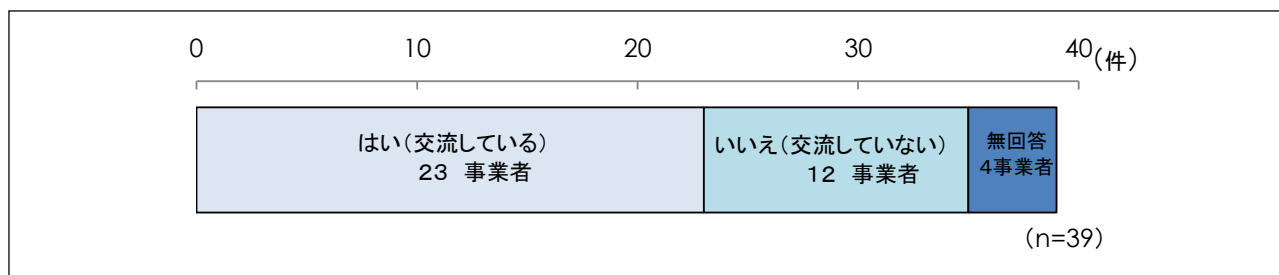 0 10 20 30 40(件)
はい(交流している)
23 事業者
いいえ(交流していない)
12 事業者
無回答
4事業者
(n=39)